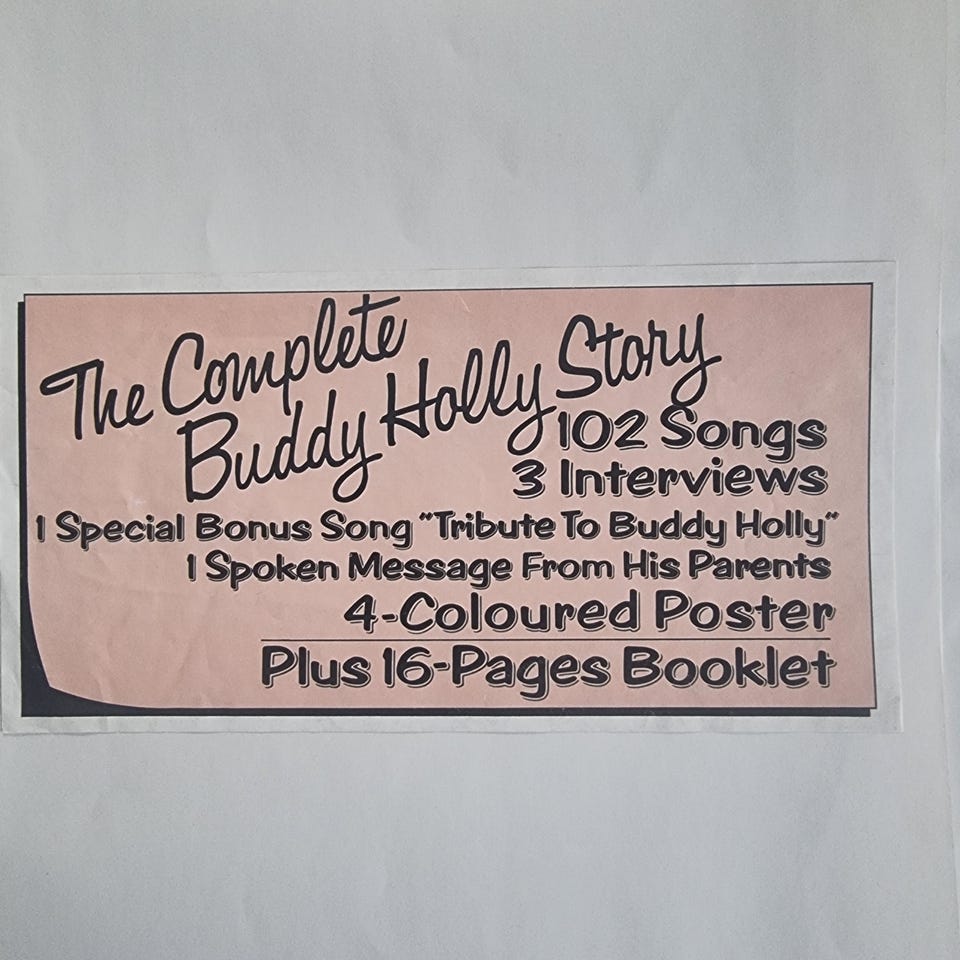 The Complete
Buddy Holly Story
102 Songs
3 Interviews
1 Special Bonus Song "Tribute To Buddy Holly"
1 Spoken Message From His Parents
4-Coloured Poster
Plus 16-Pages Booklet